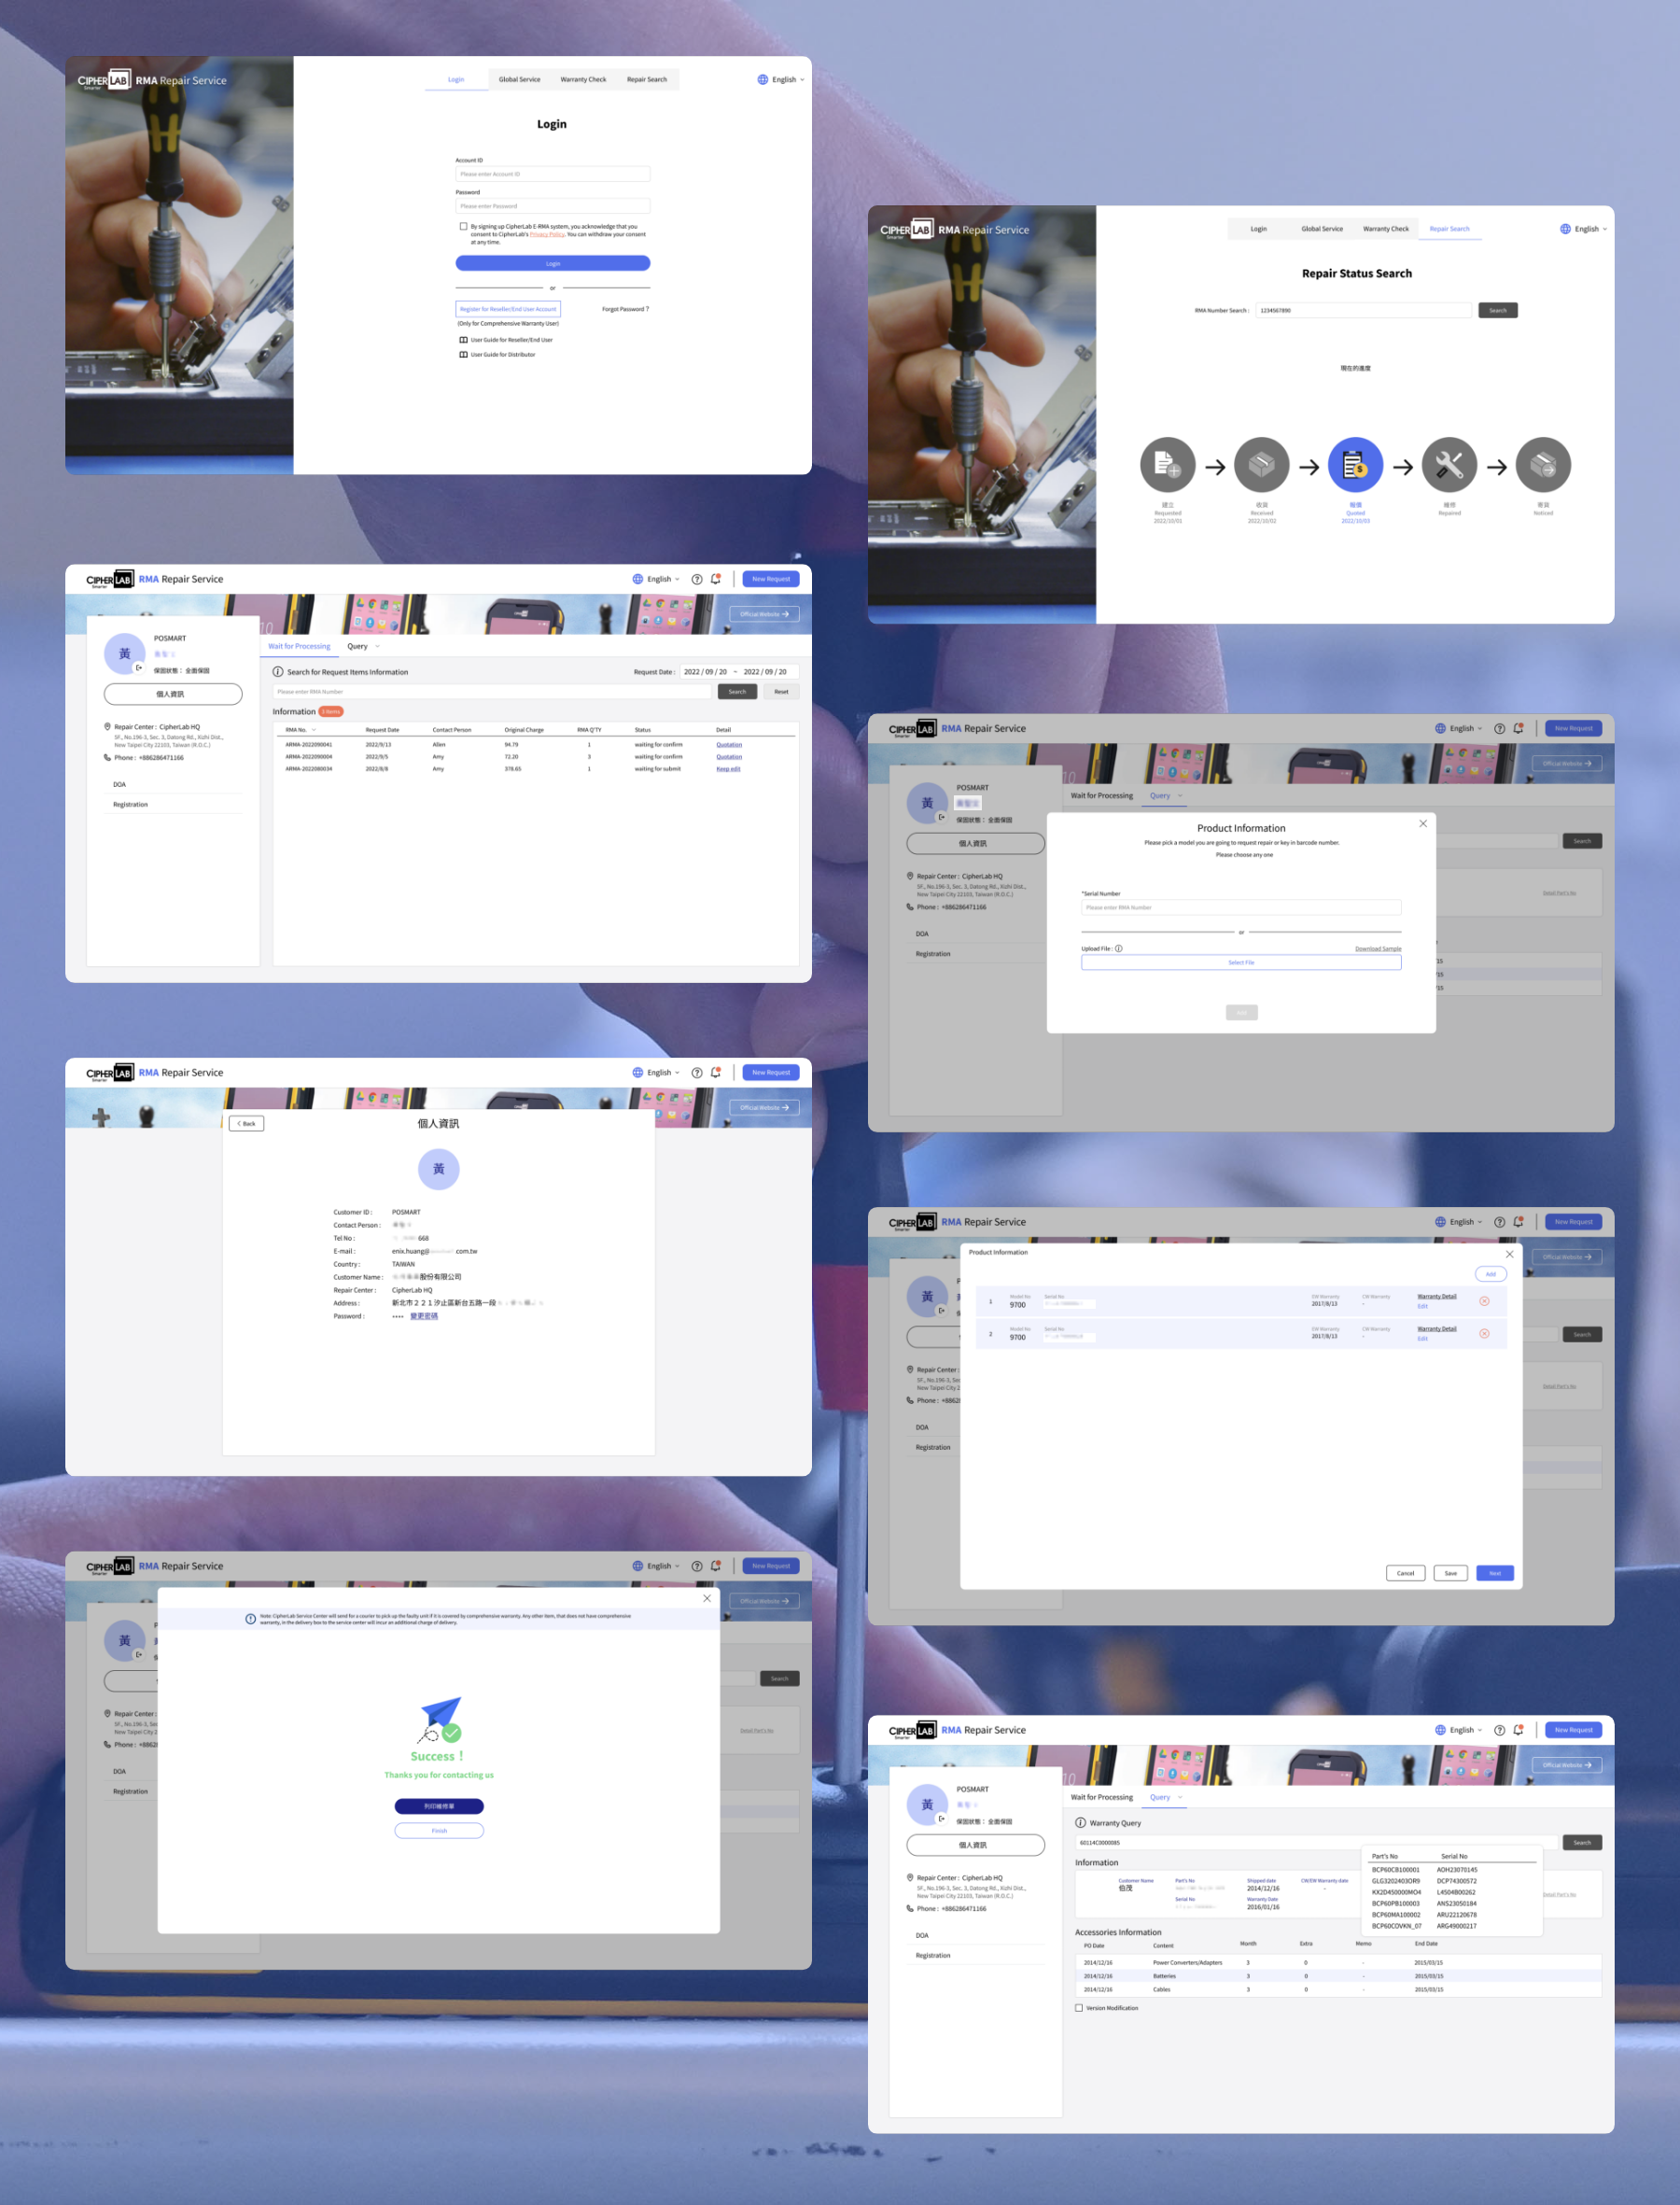 CIPHERLAB RMA Repair Service
Smarter
Login Global Service Warranty Check Repair Search
English
Login
Account ID
Please enter Account ID
Password
Please enter Password
By signing up CipherLab E-RMA system, you acknowledge that you
consent to CipherLab's Privacy Policy. You can withdraw your consent
at any time.
Login
or
Register for Reseller/End User Account
Forgot Password ?
(Only for Comprehensive Warranty User)
User Guide for Reseller/End User
User Guide for Distributor
CIPHERLAB RMA Repair Service
Smarter
Login Global Service Warranty Check Repair Search
English
Repair Status Search
RMA Number Search : 1234567890 Search
現在的進度
建立 收貨 報價 維修 寄貨
Requested Received Quoted Repaired Noticed
2022/10/01 2022/10/02 2022/10/03
CIPHERLAB RMA Repair Service
Smarter
English New Request
Official Website →
黃
POSMART
保固狀態： 全面保固
個人資訊
Repair Center : CipherLab HQ
5F., No.196-3, Sec. 3, Datong Rd., Xizhi Dist.,
New Taipei City 22103, Taiwan (R.O.C.)
Phone : +886286471166
DOA
Registration
Wait for Processing Query
Search for Request Items Information
Request Date : 2022 / 09 / 20 ~ 2022 / 09 / 20
Please enter RMA Number Search Reset
Information 3 items
RMA No. Request Date Contact Person Original Charge RMA Q'TY Status Detail
ARMA-2022090041 2022/9/13 Allen 94.79 1 waiting for confirm Quotation
ARMA-2022090004 2022/9/5 Amy 72.20 3 waiting for confirm Quotation
ARMA-2022080034 2022/8/8 Amy 378.65 1 waiting for submit Keep edit
CIPHERLAB RMA Repair Service
Smarter
English New Request
Official Website →
黃
POSMART
保固狀態： 全面保固
個人資訊
Repair Center : CipherLab HQ
5F., No.196-3, Sec. 3, Datong Rd., Xizhi Dist.,
New Taipei City 22103, Taiwan (R.O.C.)
Phone : +886286471166
DOA
Registration
Wait for Processing Query
Search
Detail Part's No
Product Information
Please pick a model you are going to request repair or key in barcode number.
Please choose any one
*Serial Number
Please enter RMA Number
or
Upload File :
Download Sample
Select File
Add
CIPHERLAB RMA Repair Service
Smarter
English New Request
Official Website →
< Back
個人資訊
黃
Customer ID : POSMART
Contact Person :
Tel No : 668
E-mail : enix.huang@ com.tw
Country : TAIWAN
Customer Name : 股份有限公司
Repair Center : CipherLab HQ
Address : 新北市２２１汐止區新台五路一段
Password : •••• 變更密碼
CIPHERLAB RMA Repair Service
Smarter
English New Request
Official Website →
黃
Repair Center :
New Taipei City
Phone : +8862
DOA
Registration
Search
Detail Part's No
Product Information
Add
1 Model No Serial No SW Warranty CW Warranty Warranty Detail
9700 2017/8/13 - Edit
2 Model No Serial No SW Warranty CW Warranty Warranty Detail
9700 2017/8/13 - Edit
Cancel Save Next
CIPHERLAB RMA Repair Service
Smarter
English New Request
Official Website →
黃
Repair Center :
New Taipei City
Phone : +8862
DOA
Registration
Search
Detail Part's No
Note: CipherLab Service Center will send for a courier to pick up the faulty unit if it is covered by comprehensive warranty. Any other item, that does not have comprehensive
warranty, in the delivery box to the service center will incur an additional charge of delivery.
Success！
Thanks you for contacting us
列印維修單
Finish
CIPHERLAB RMA Repair Service
Smarter
English New Request
Official Website →
黃
POSMART
保固狀態： 全面保固
個人資訊
Repair Center : CipherLab HQ
5F., No.196-3, Sec. 3, Datong Rd., Xizhi Dist.,
New Taipei City 22103, Taiwan (R.O.C.)
Phone : +886286471166
DOA
Registration
Wait for Processing Query
Warranty Query
60114C0000085 Search
Information
Customer Name Part's No Shipped date CW/EW Warranty date
伯茂 2014/12/16 -
Serial No Warranty Date
2016/01/16
Detail Part's No
Part's No Serial No
BCP60CB100001 AOH23070145
GLG3202403OR9 DCP74300572
KX2D450000MO4 L4504B00262
BCP60PB100003 ANS23050184
BCP60MA100002 ARU22120678
BCP60COVKN_07 ARG49000217
Accessories Information
PO Date Content Month Extra Memo End Date
2014/12/16 Power Converters/Adapters 3 0 - 2015/03/15
2014/12/16 Batteries 3 0 - 2015/03/15
2014/12/16 Cables 3 0 - 2015/03/15
Version Modification